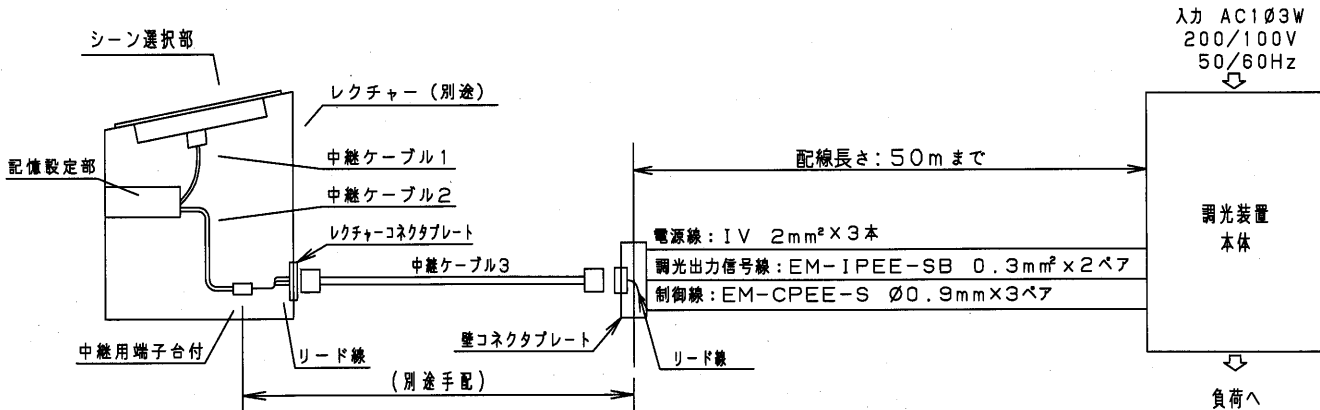 入力 AC1Ø3W
200/100V
50/60Hz
シーン選択部
レクチャー(別途)
中継ケーブル1
配線長さ:50mまで
記憶設定部
中継ケーブル2
調光装置
本体
レクチャーコネクタプレート
電源線:IV 2mm²×3本
中継ケーブル3
調光出力信号線:EM-IPEE-SB 0.3mm²×2ペア
制御線:EM-CPEE-S Ø0.9mm×3ペア
中継用端子台付
リード線
壁コネクタプレート
リード線
(別途手配)
負荷へ